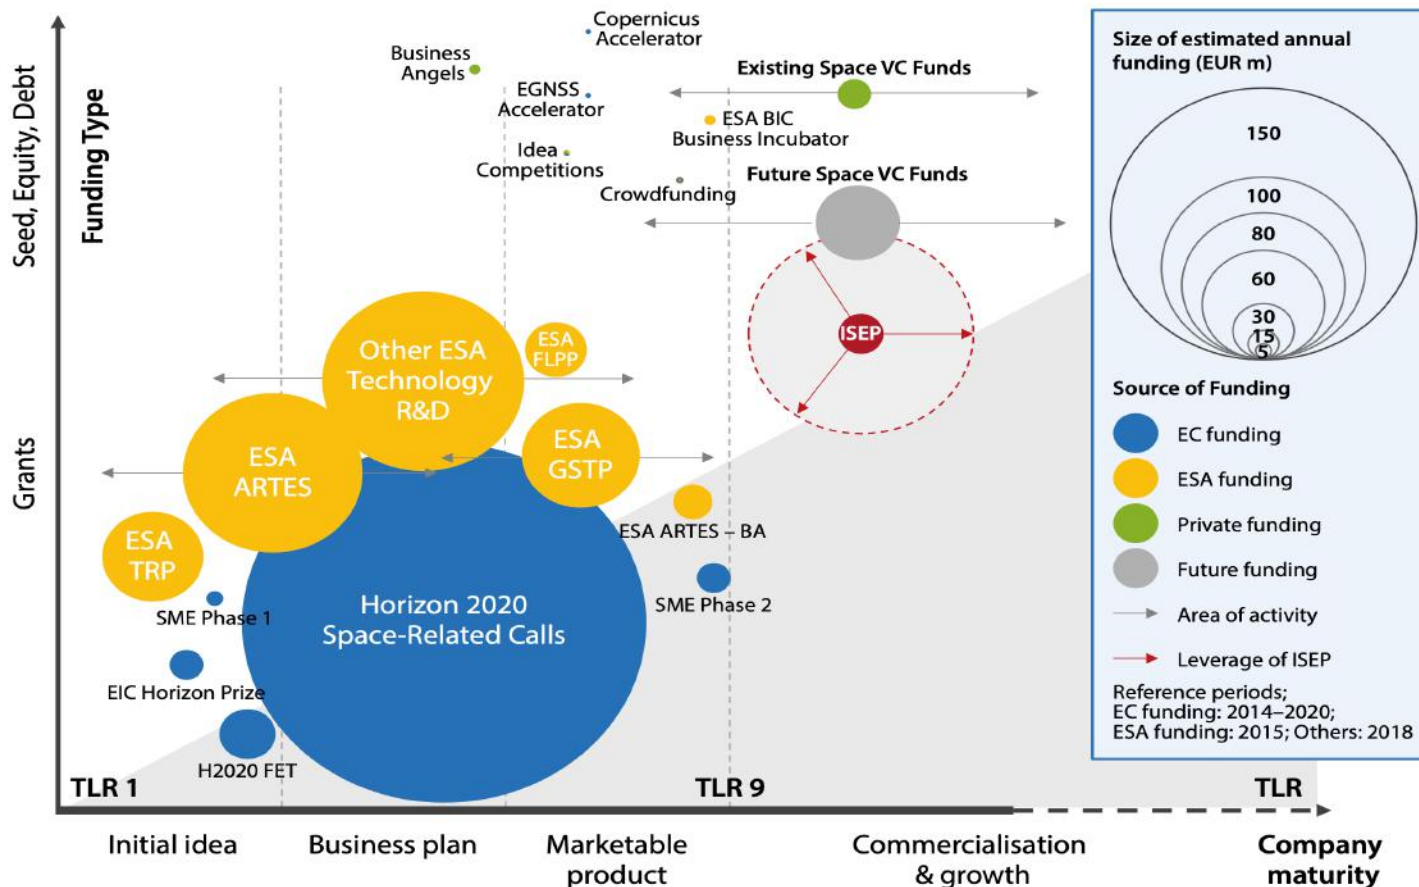 Seed, Equity, Debt
Grants
Funding Type
Copernicus
Accelerator
Business
Angels
EGNSS
Accelerator
Idea
Competitions
Existing Space VC Funds
ESA BIC
Business Incubator
Crowdfunding
Future Space VC Funds
ISEP
Other ESA
Technology
R&D
ESA
FLPP
ESA
ARTES
ESA
GSTP
ESA
TRP
ESA ARTES – BA
SME Phase 1
SME Phase 2
Horizon 2020
Space-Related Calls
EIC Horizon Prize
H2020 FET
TLR 1
TLR 9
TLR
Initial idea
Business plan
Marketable
product
Commercialisation
& growth
Company
maturity
Size of estimated annual
funding (EUR m)
150
100
80
60
30
15
5
Source of Funding
EC funding
ESA funding
Private funding
Future funding
Area of activity
Leverage of ISEP
Reference periods;
EC funding: 2014–2020;
ESA funding: 2015; Others: 2018